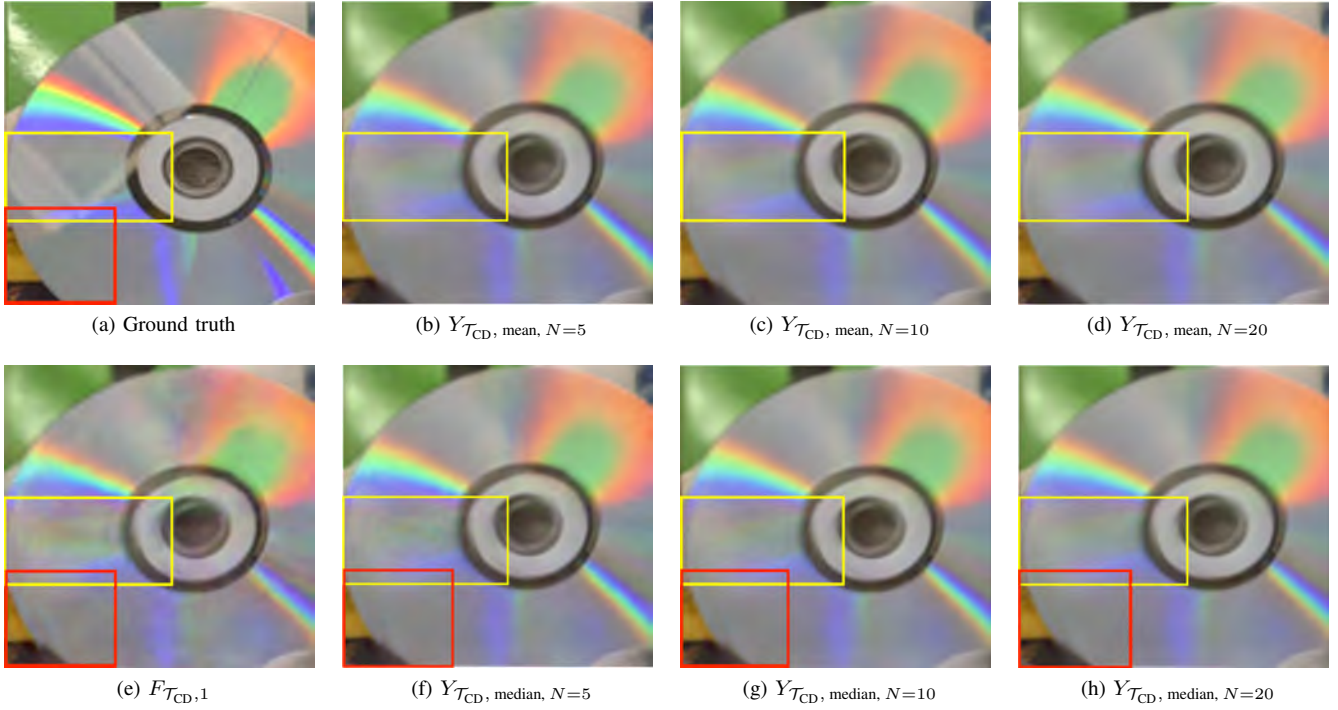 (a) Ground truth
(b) Y_{𝒯_CD, mean, N=5}
(c) Y_{𝒯_CD, mean, N=10}
(d) Y_{𝒯_CD, mean, N=20}
(e) F_{𝒯_CD,1}
(f) Y_{𝒯_CD, median, N=5}
(g) Y_{𝒯_CD, median, N=10}
(h) Y_{𝒯_CD, median, N=20}